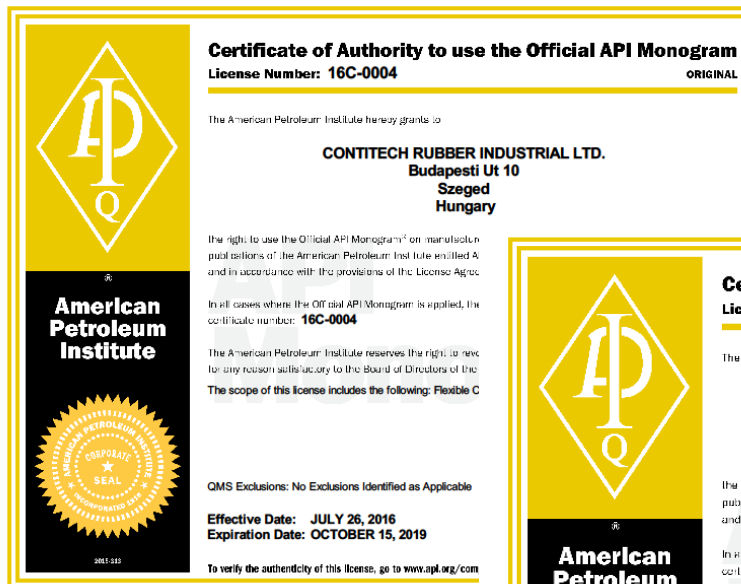 Certificate of Authority to use the Official API Monogram
License Number: 16C-0004
ORIGINAL
The American Petroleum Institute hereby grants to
CONTITECH RUBBER INDUSTRIAL LTD.
Budapesti Ut 10
Szeged
Hungary
the right to use the Official API Monogram® on manufacture
publications of the American Petroleum Institute entitled A
and in accordance with the provisions of the License Agree
In all cases where the Official API Monogram is applied, the
certificate number: 16C-0004
The American Petroleum Institute reserves the right to revo
for any reason satisfactory to the Board of Directors of the
The scope of this license includes the following: Flexible C
QMS Exclusions: No Exclusions Identified as Applicable
Effective Date: JULY 26, 2016
Expiration Date: OCTOBER 15, 2019
To verify the authenticity of this license, go to www.api.org/com
API
Mono
API
Q
®
American
Petroleum
Institute
AMERICAN PETROLEUM INSTITUTE
CORPORATE
SEAL
INCORPORATED 1919
2015-313
Ce
Lic
The
the
pub
and
In a
cert
API
Q
®
American
Petroleum